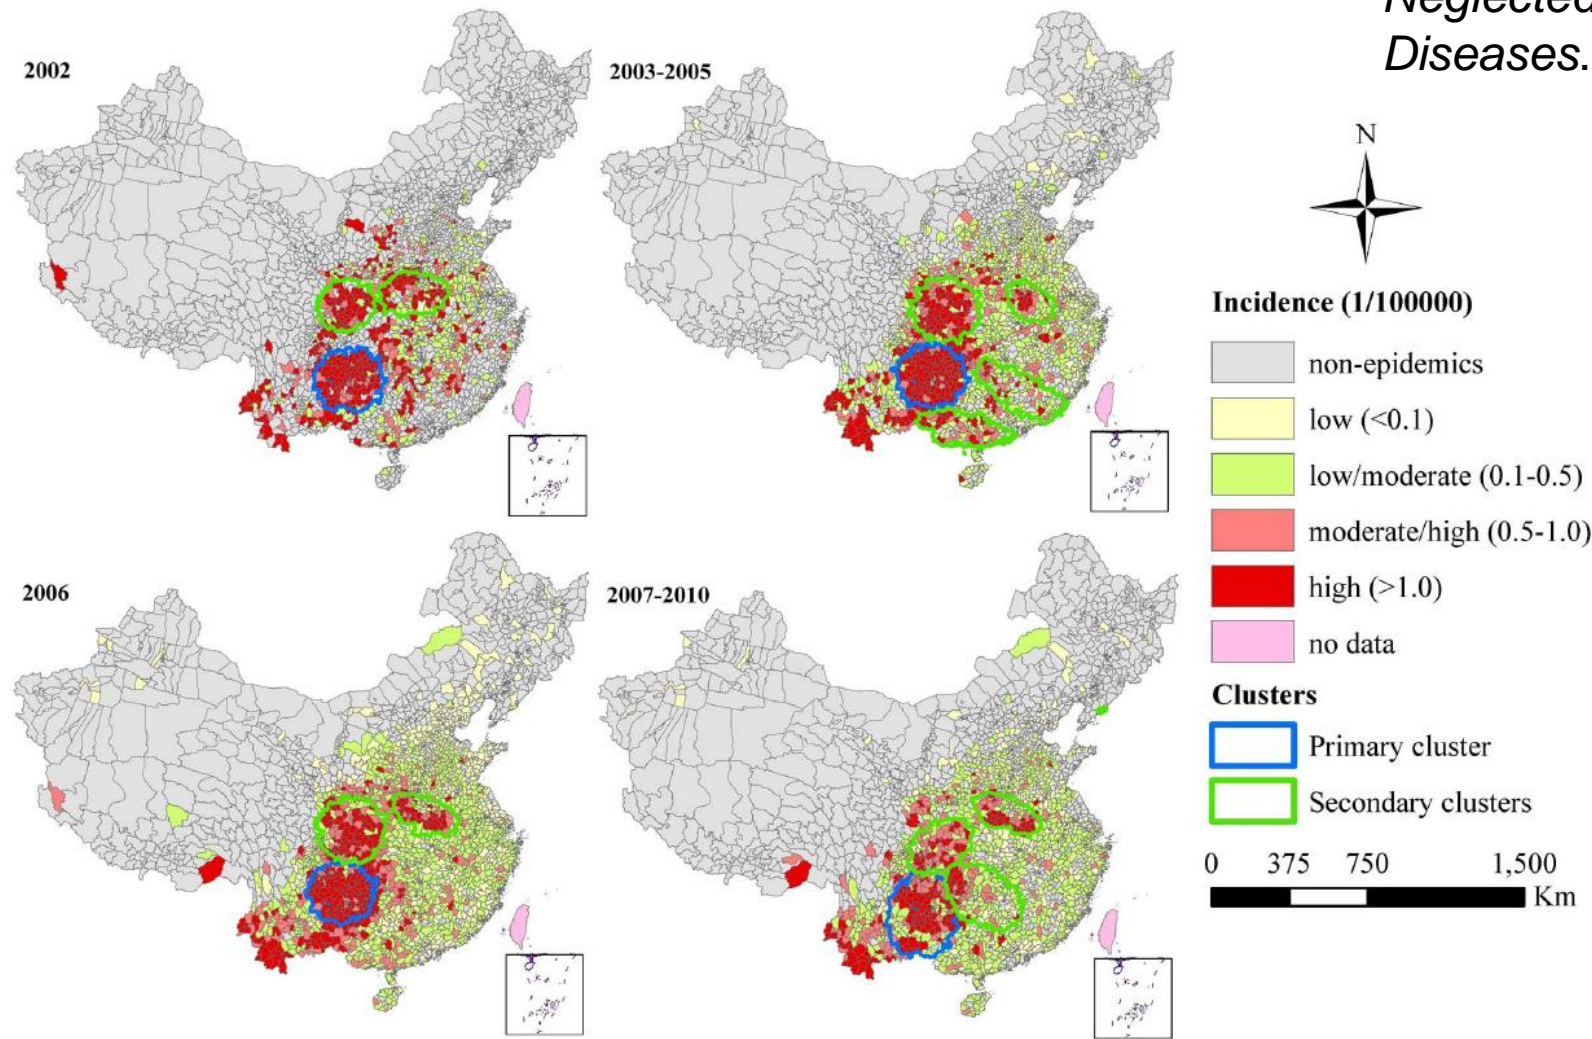 Neglected
Diseases.
2002
2003-2005
2006
2007-2010
N
Incidence (1/100000)
non-epidemics
low (<0.1)
low/moderate (0.1-0.5)
moderate/high (0.5-1.0)
high (>1.0)
no data
Clusters
Primary cluster
Secondary clusters
0 375 750 1,500
Km